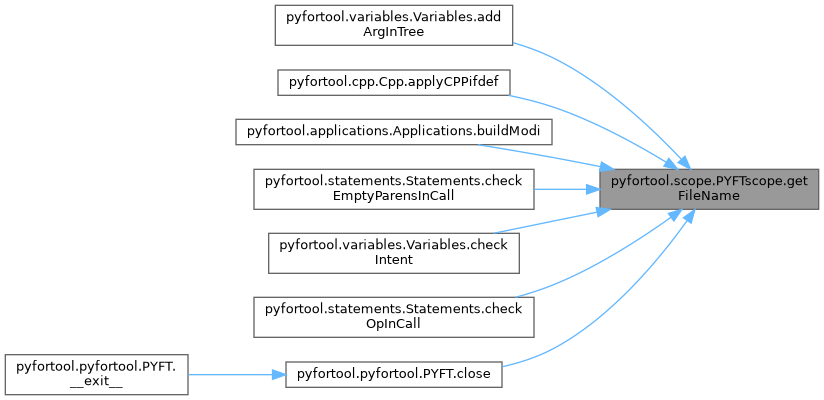 pyfortool.variables.Variables.add
ArgInTree
pyfortool.cpp.Cpp.applyCPPifdef
pyfortool.applications.Applications.buildModi
pyfortool.statements.Statements.check
EmptyParensInCall
pyfortool.scope.PYFTscope.get
FileName
pyfortool.variables.Variables.check
Intent
pyfortool.statements.Statements.check
OpInCall
pyfortool.pyfortool.PYFT.
__exit__
pyfortool.pyfortool.PYFT.close